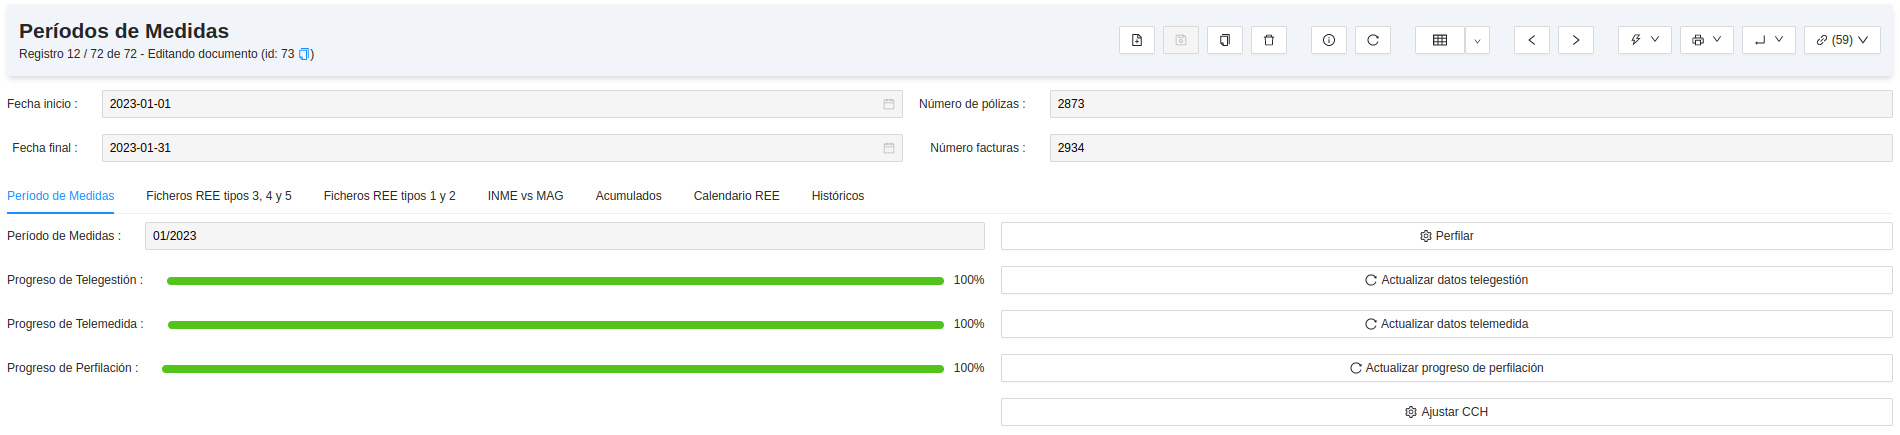 Períodos de Medidas
Registro 12 / 72 de 72 - Editando documento (id: 73 )
(59)
Fecha inicio : 2023-01-01 Número de pólizas : 2873
Fecha final : 2023-01-31 Número facturas : 2934
Período de Medidas Ficheros REE tipos 3, 4 y 5 Ficheros REE tipos 1 y 2 INME vs MAG Acumulados Calendario REE Históricos
Período de Medidas : 01/2023 Perfilar
Progreso de Telegestión : 100% Actualizar datos telegestión
Progreso de Telemedida : 100% Actualizar datos telemedida
Progreso de Perfilación : 100% Actualizar progreso de perfilación
Ajustar CCH